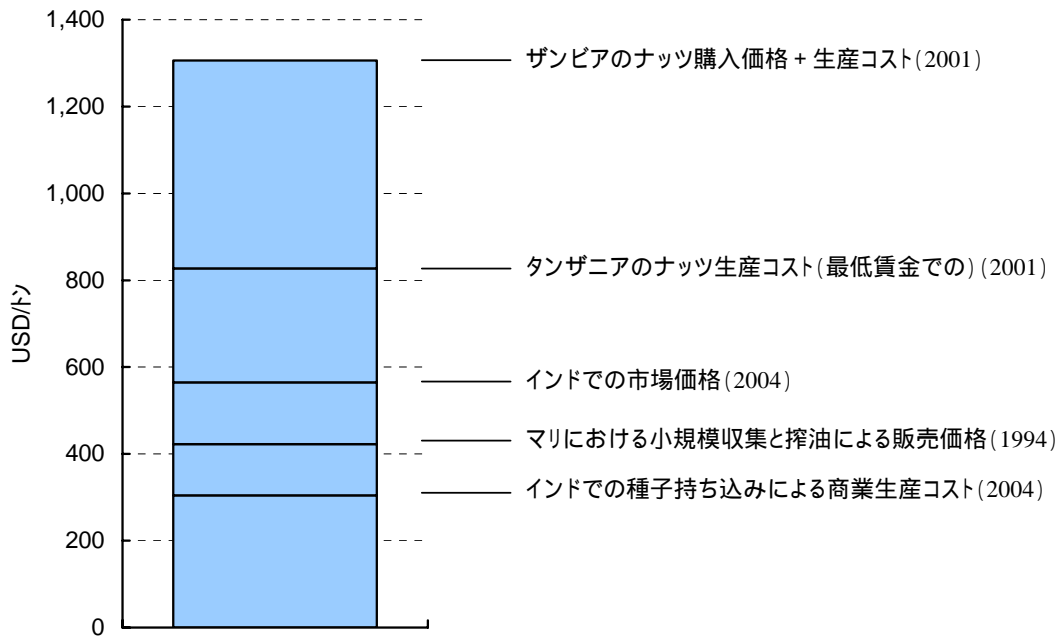 1,400
1,200
1,000
800
600
400
200
0
USD/トン
ザンビアのナッツ購入価格 + 生産コスト(2001)
タンザニアのナッツ生産コスト(最低賃金での) (2001)
インドでの市場価格(2004)
マリにおける小規模収集と搾油による販売価格(1994)
インドでの種子持ち込みによる商業生産コスト(2004)